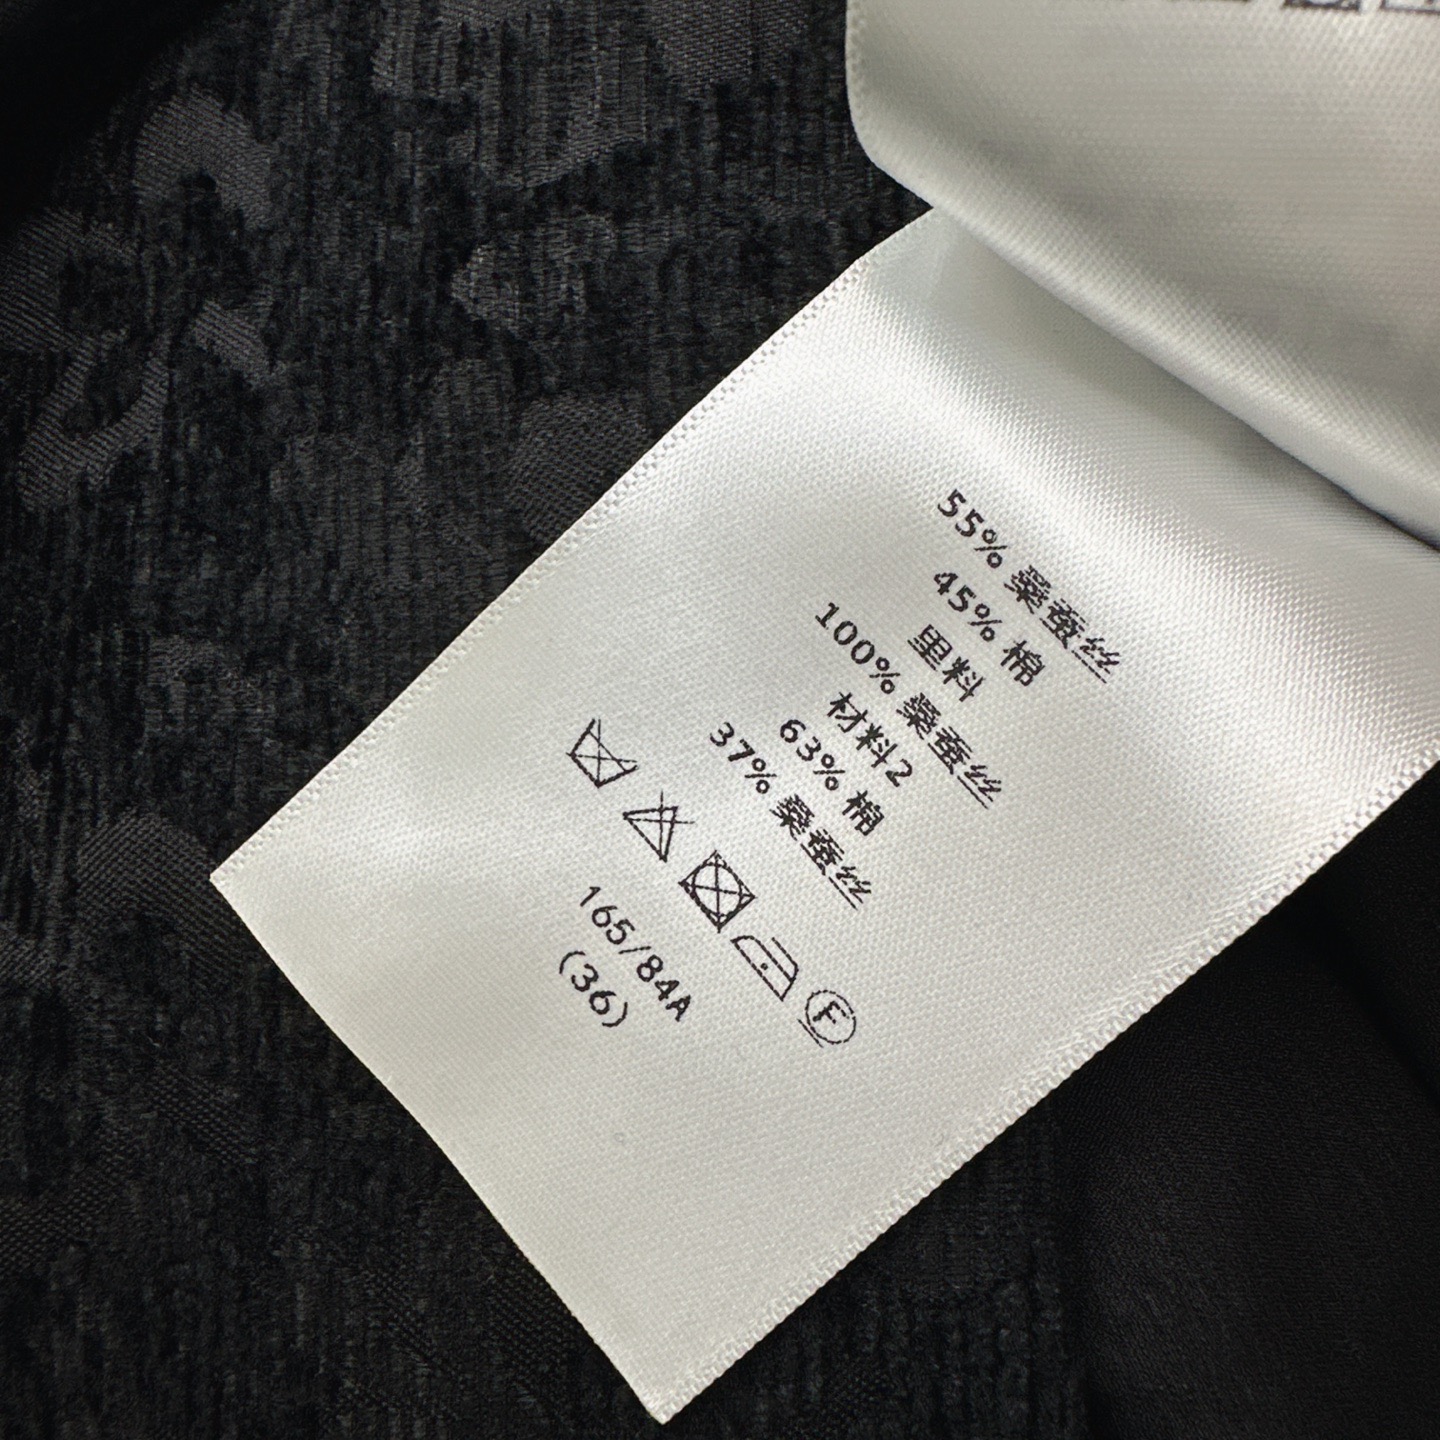 55% 桑蚕丝
45% 棉
里料
100% 桑蚕丝
材料2
63% 棉
37% 桑蚕丝
F
165/84A
(36)